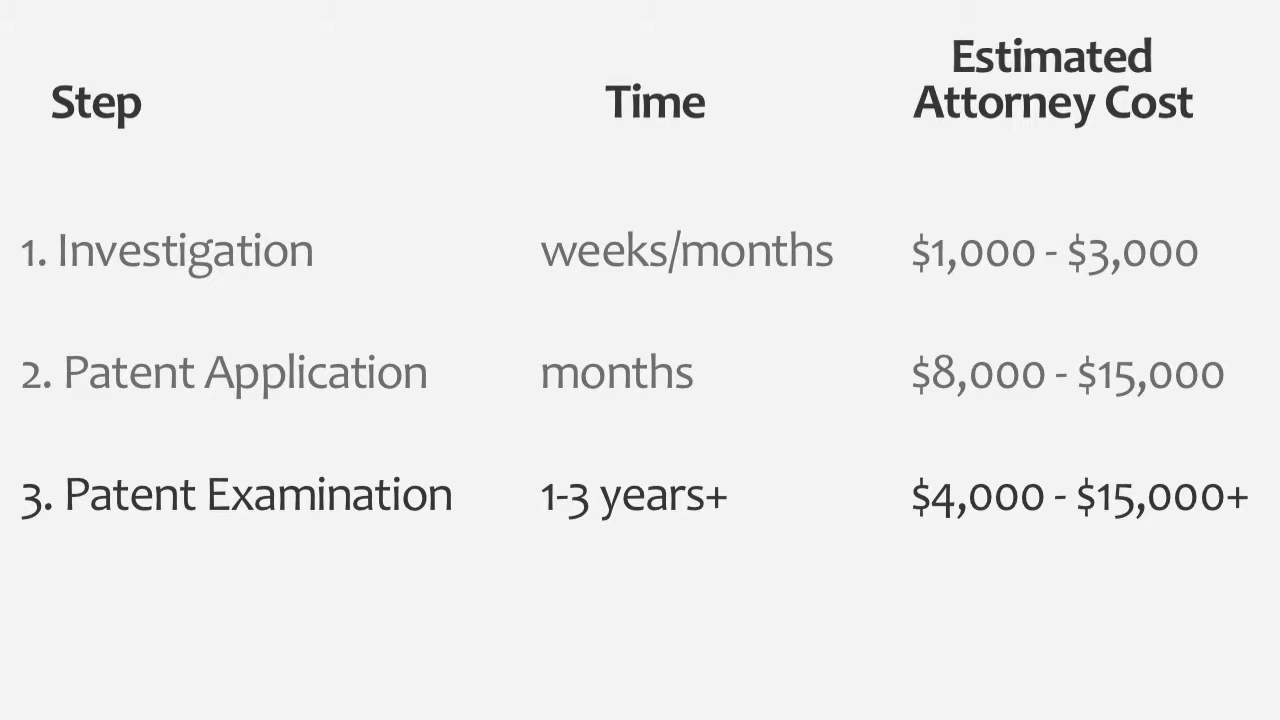 Step Time Estimated Attorney Cost
1. Investigation weeks/months $1,000 - $3,000
2. Patent Application months $8,000 - $15,000
3. Patent Examination 1-3 years+ $4,000 - $15,000+